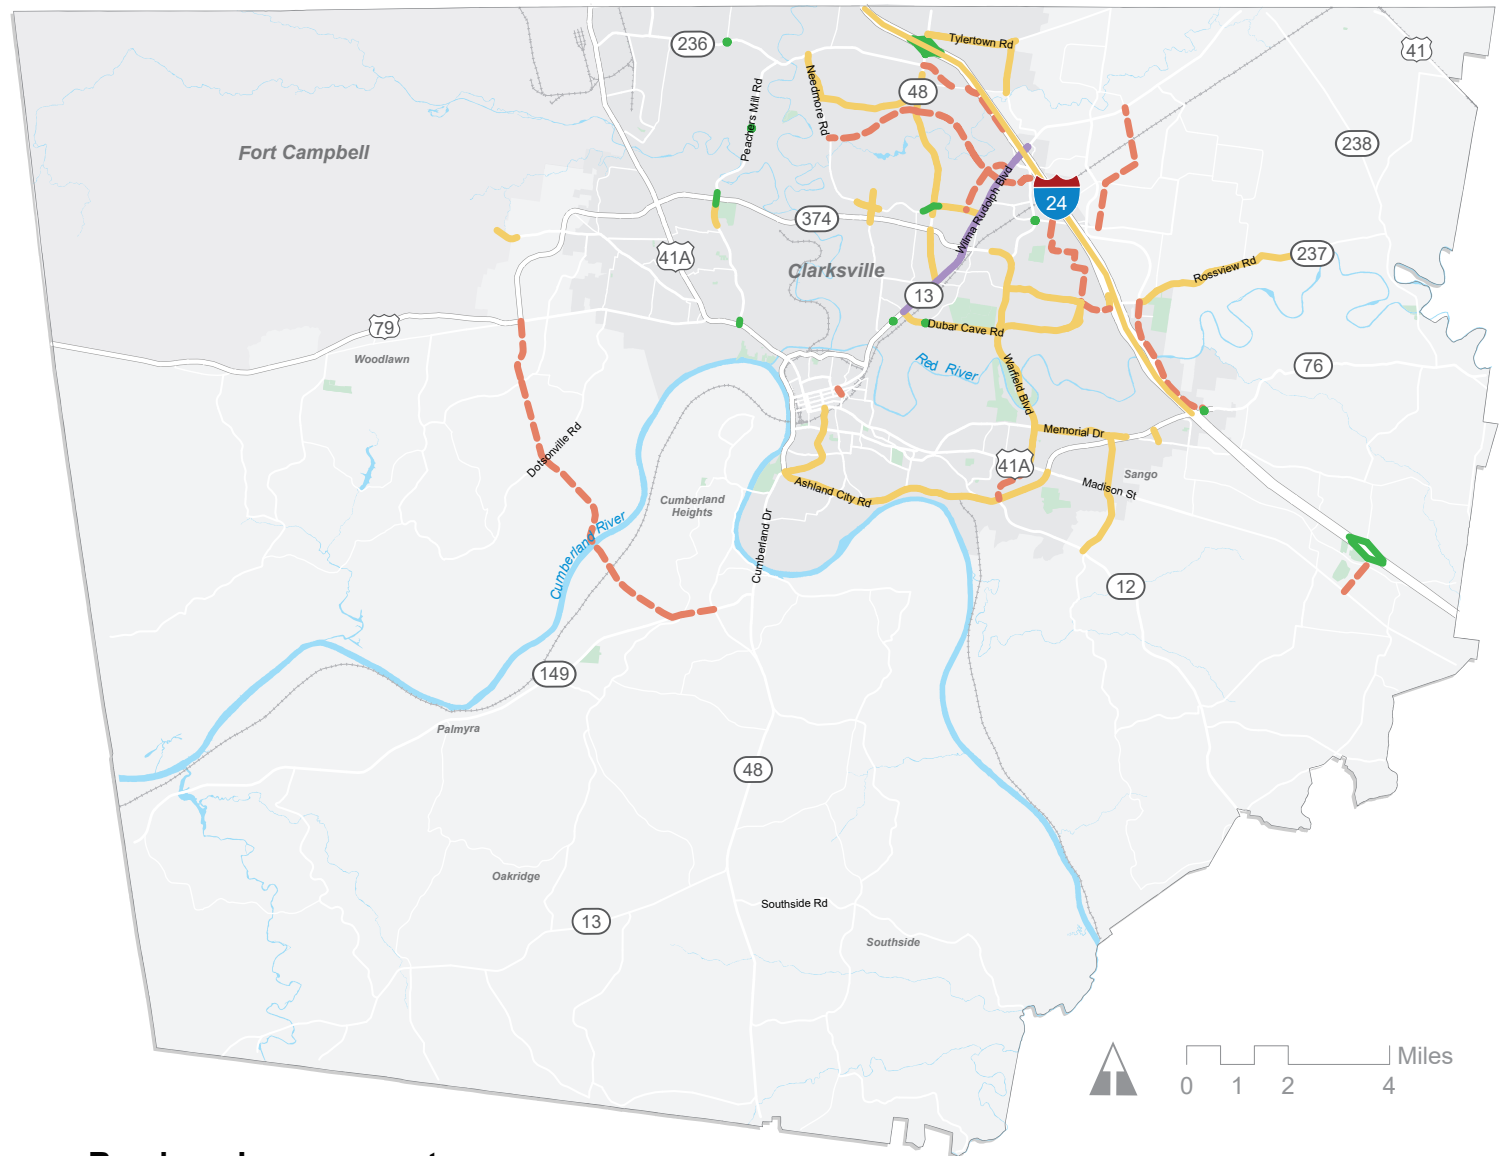 Tylertown Rd
236
41
Needmore Rd
48
Peachers Mill Rd
238
Fort Campbell
Wilma Rudolph Blvd
24
374
41A
Clarksville
Rossview Rd
237
13
79
Dubar Cave Rd
Woodlawn
Red River
Warfield Blvd
76
Memorial Dr
Dotsonville Rd
41A
Sango
Madison St
Ashland City Rd
Cumberland
Heights
Cumberland Dr
Cumberland River
12
149
Palmyra
48
Oakridge
Southside Rd
13
Southside
Miles
0 1 2 4